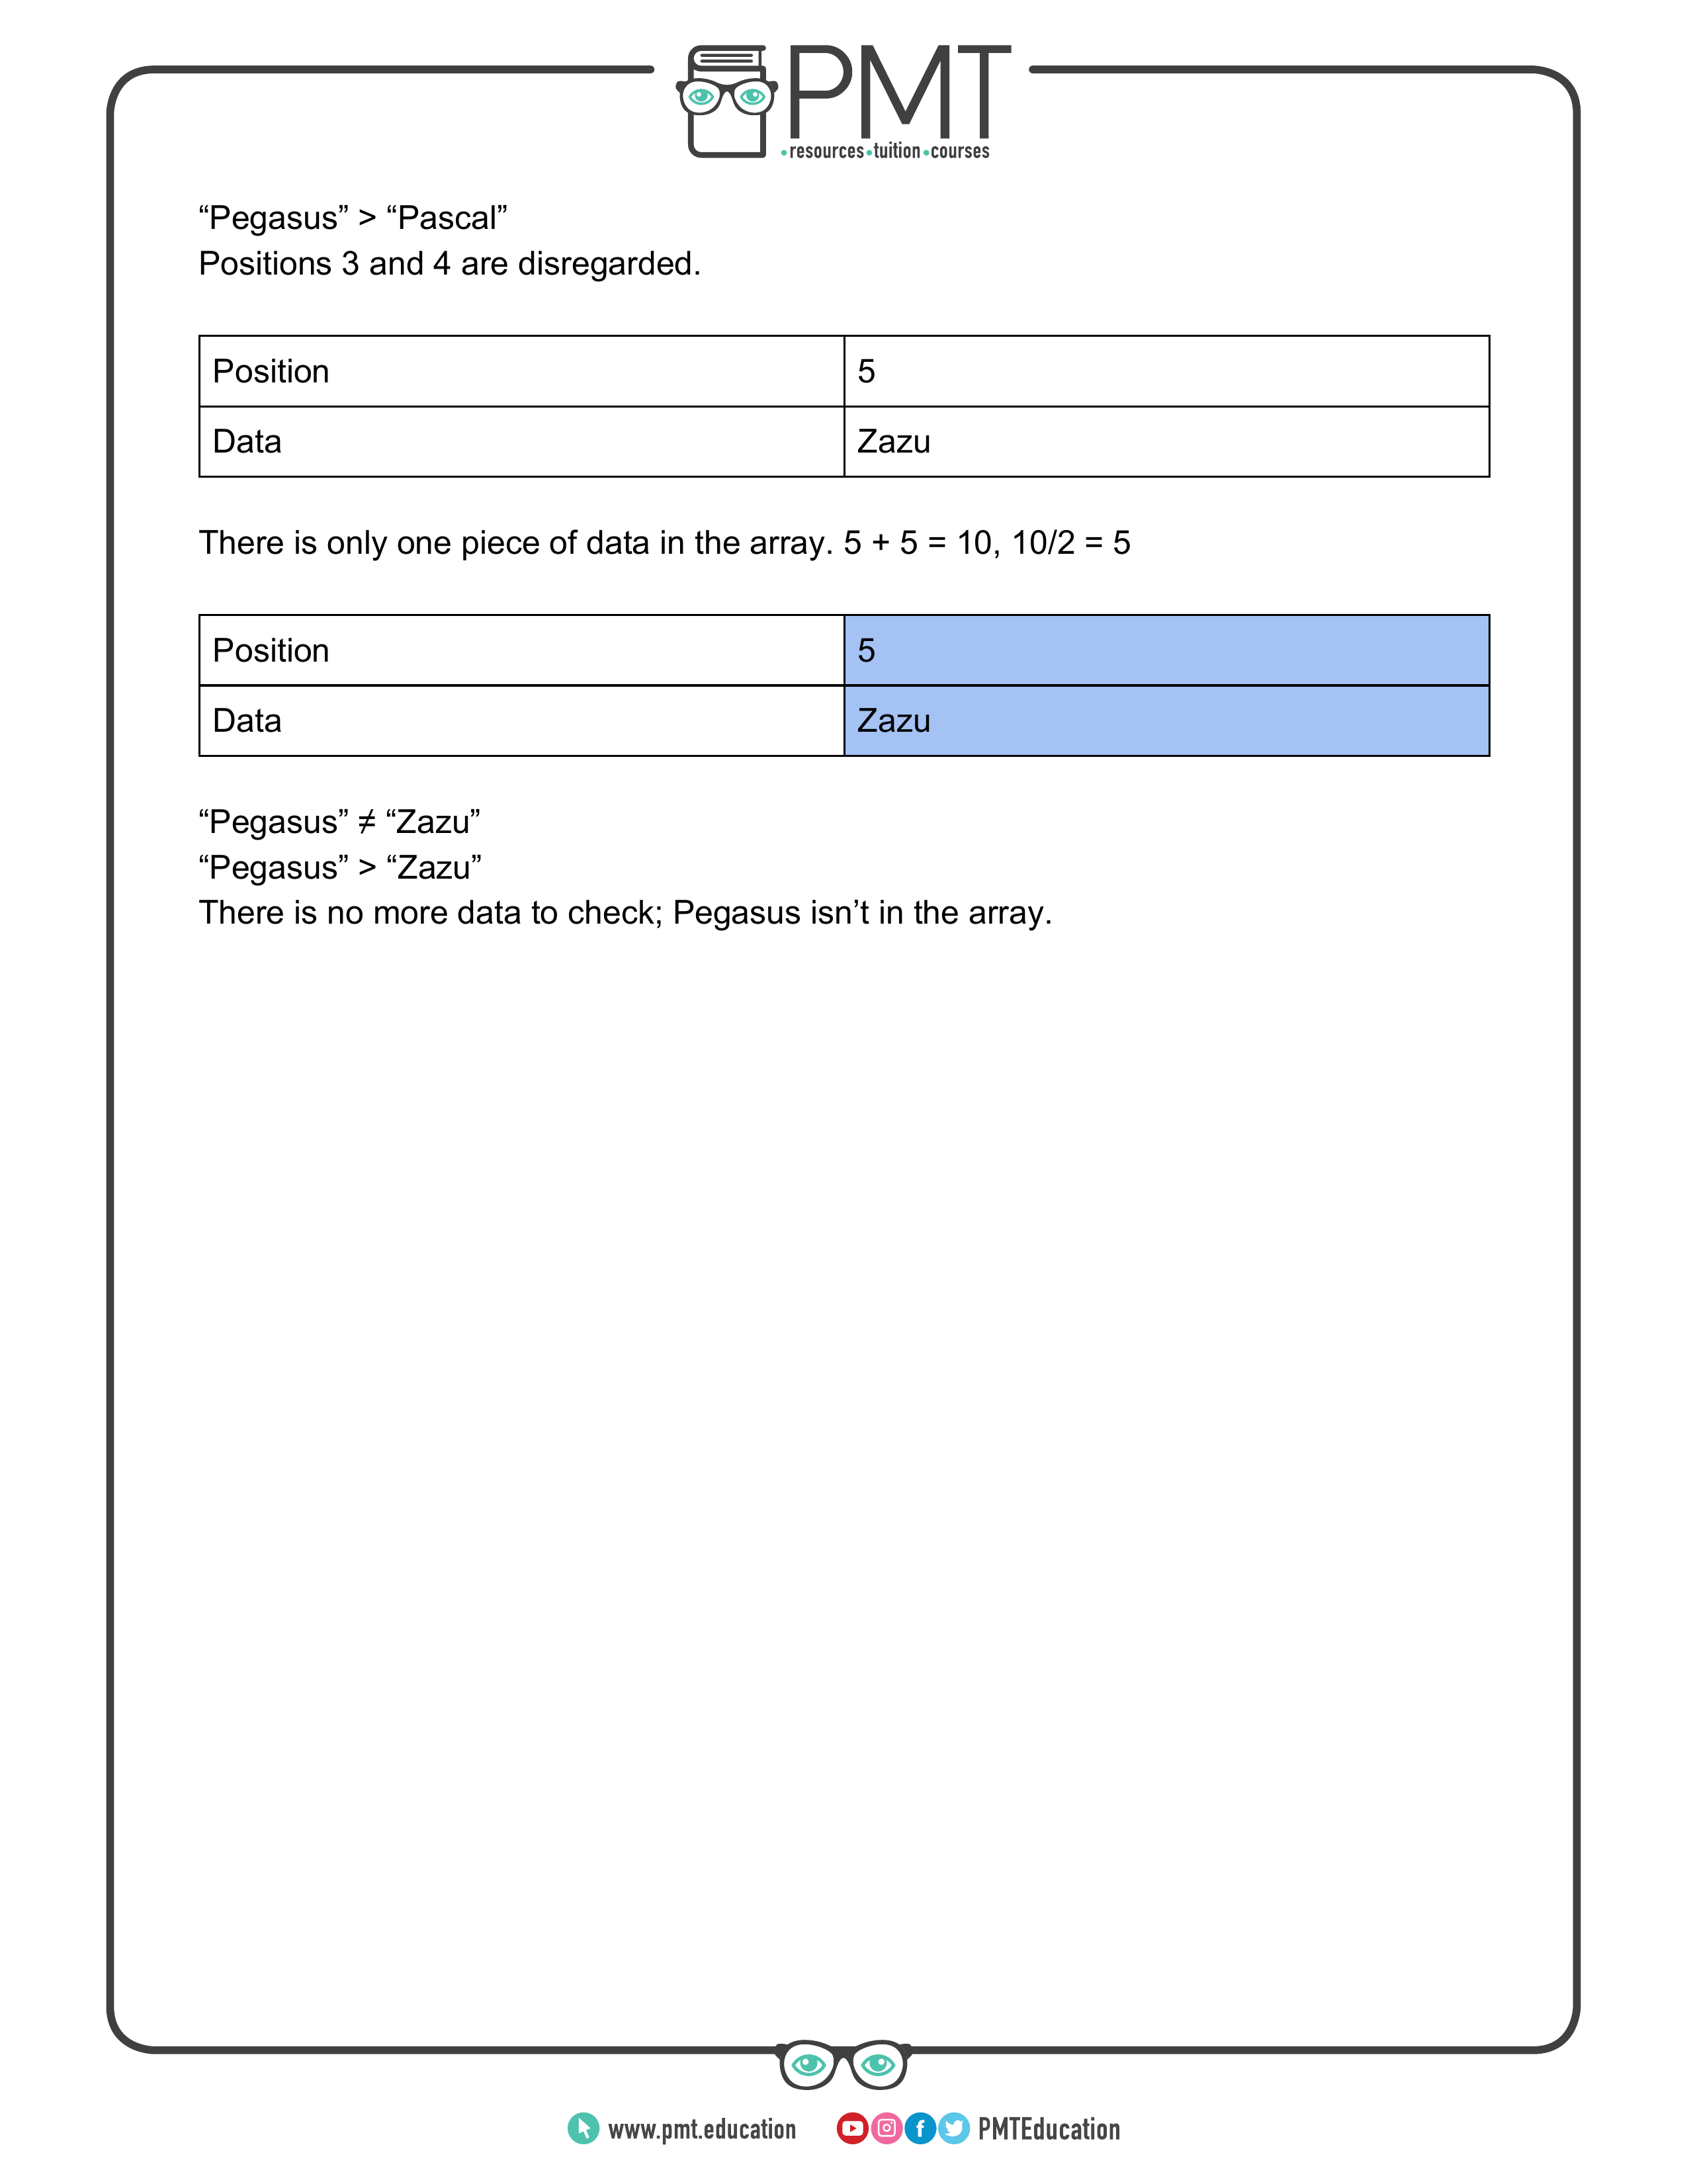 PMT
•resources•tuition•courses
“Pegasus” > “Pascal”
Positions 3 and 4 are disregarded.
Position 5
Data Zazu
There is only one piece of data in the array. 5 + 5 = 10, 10/2 = 5
Position 5
Data Zazu
“Pegasus” ≠ “Zazu”
“Pegasus” > “Zazu”
There is no more data to check; Pegasus isn’t in the array.
www.pmt.education PMTEducation